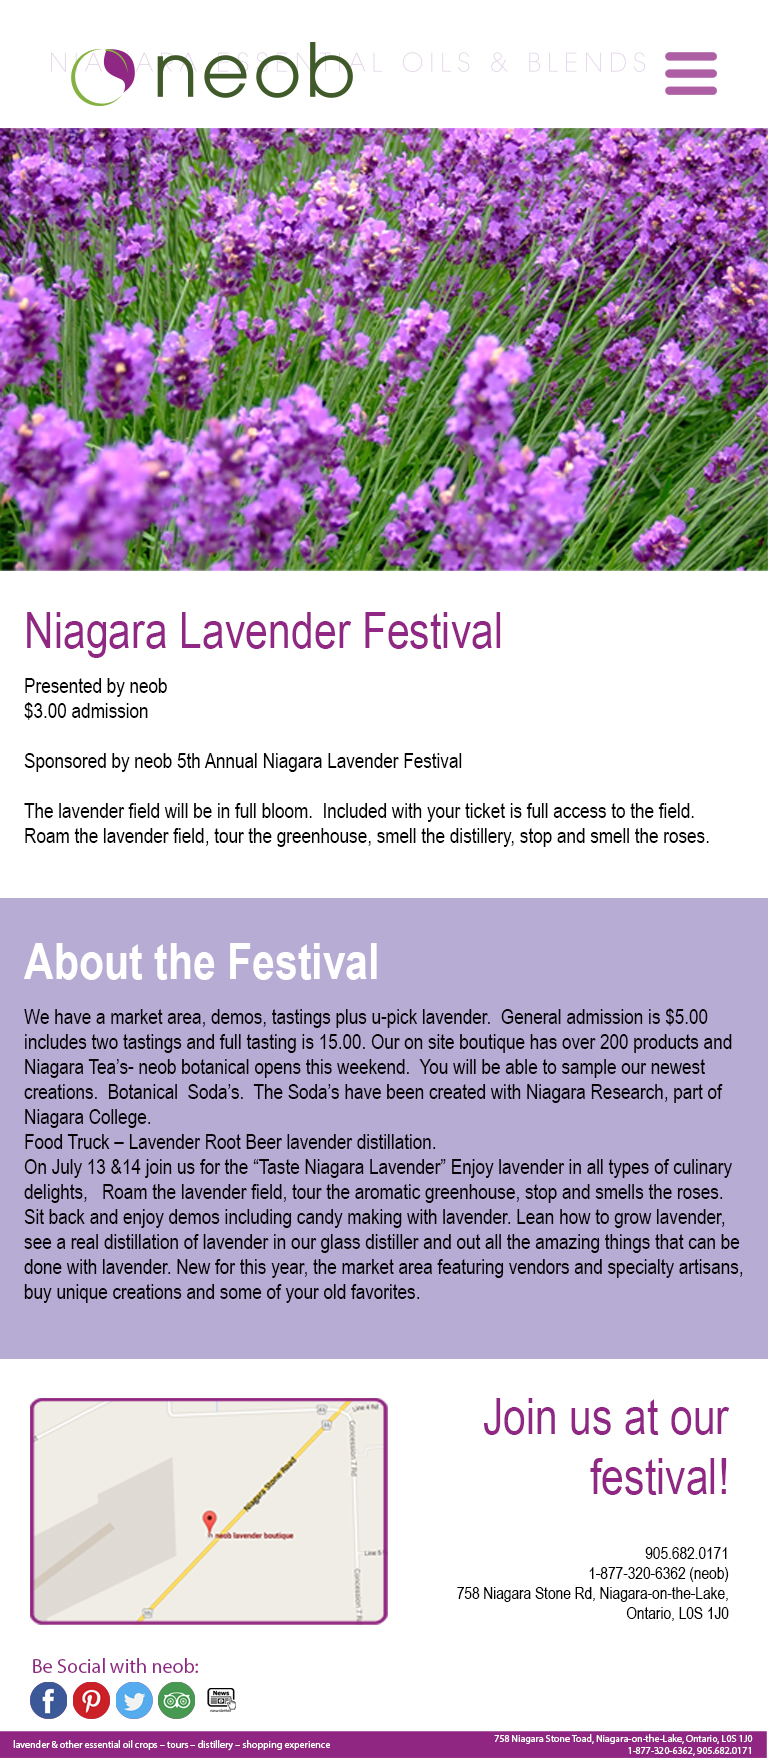 NIAGARA ESSENTIAL OILS & BLENDS
neob
Niagara Lavender Festival
Presented by neob
$3.00 admission
Sponsored by neob 5th Annual Niagara Lavender Festival
The lavender field will be in full bloom.  Included with your ticket is full access to the field.
Roam the lavender field, tour the greenhouse, smell the distillery, stop and smell the roses.
About the Festival
We have a market area, demos, tastings plus u-pick lavender.  General admission is $5.00
includes two tastings and full tasting is 15.00. Our on site boutique has over 200 products and
Niagara Tea’s- neob botanical opens this weekend.  You will be able to sample our newest
creations.  Botanical  Soda’s.  The Soda’s have been created with Niagara Research, part of
Niagara College.
Food Truck – Lavender Root Beer lavender distillation.
On July 13 &14 join us for the “Taste Niagara Lavender” Enjoy lavender in all types of culinary
delights,   Roam the lavender field, tour the aromatic greenhouse, stop and smells the roses.
Sit back and enjoy demos including candy making with lavender. Lean how to grow lavender,
see a real distillation of lavender in our glass distiller and out all the amazing things that can be
done with lavender. New for this year, the market area featuring vendors and specialty artisans,
buy unique creations and some of your old favorites.
Line 4 Rd
Concession 7 Rd
Niagara Stone Road
neob lavender boutique
Line 5
Concession 7 R
Join us at our
festival!
905.682.0171
1-877-320-6362 (neob)
758 Niagara Stone Rd, Niagara-on-the-Lake,
Ontario, L0S 1J0
Be Social with neob:
News
newsletter
lavender & other essential oil crops – tours – distillery – shopping experience
758 Niagara Stone Toad, Niagara-on-the-Lake, Ontario, L0S 1J0
1-877-320-6362, 905.682.0171